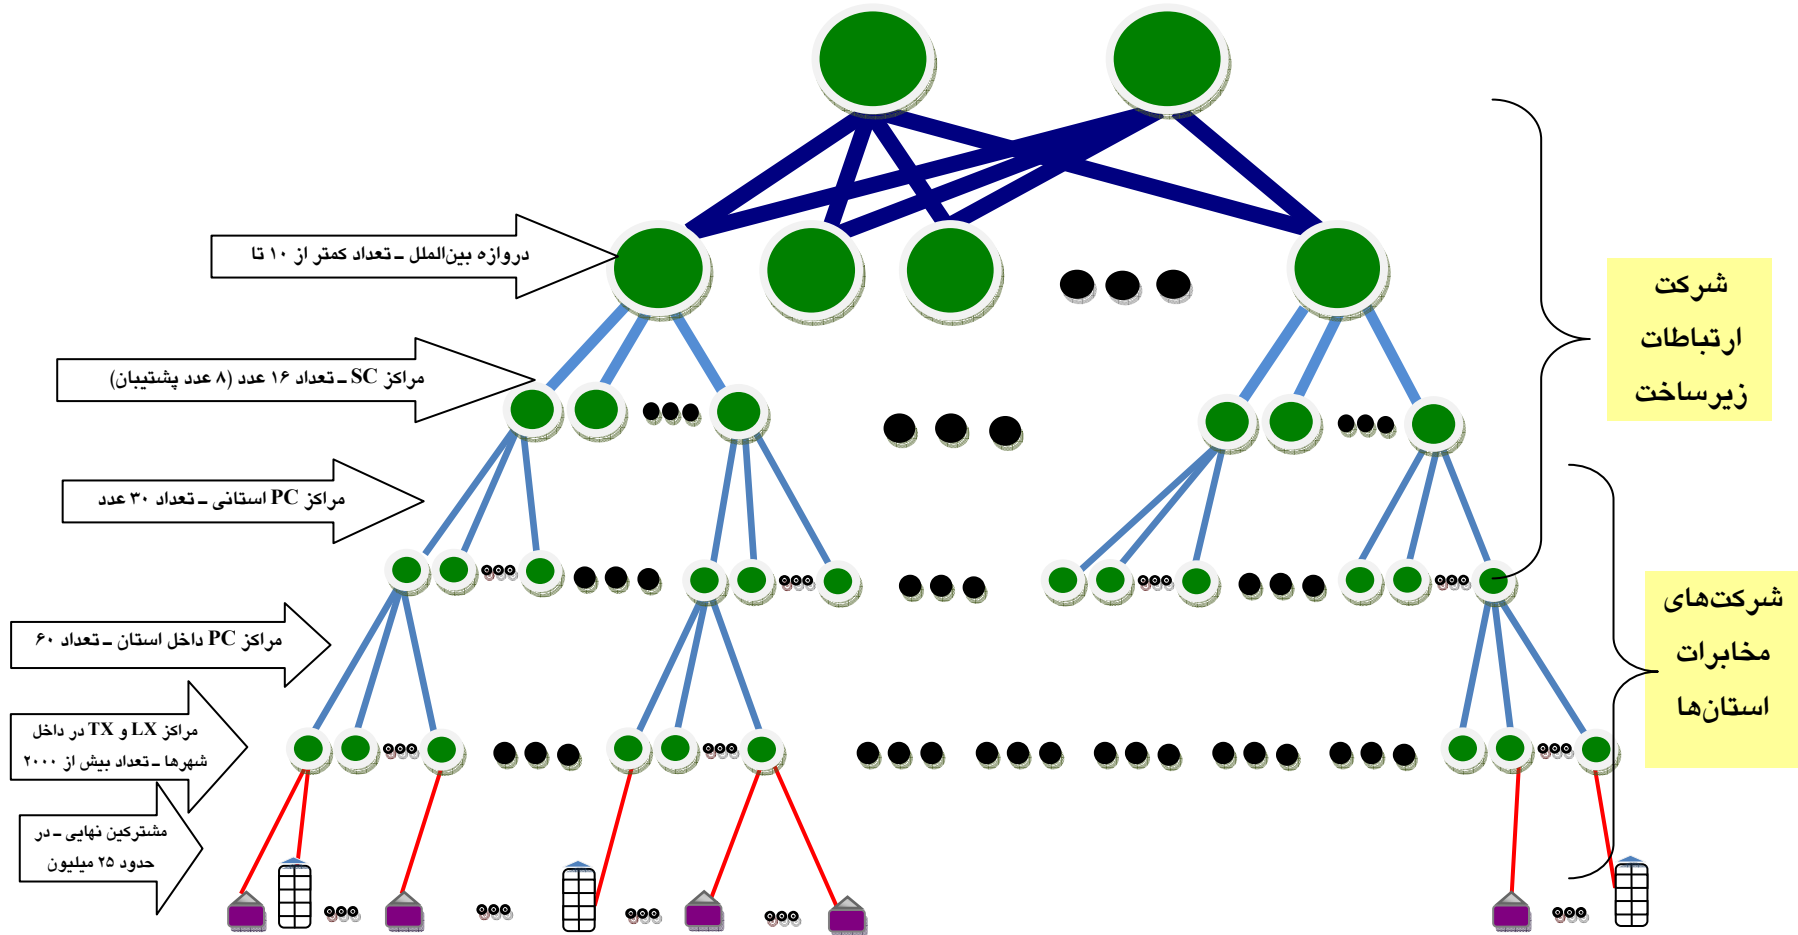 دروازه بین‌الملل ـ تعداد کمتر از ۱۰ تا
مراکز SC ـ تعداد ۱۶ عدد (۸ عدد پشتیبان)
مراکز PC استانی ـ تعداد ۳۰ عدد
مراکز PC داخل استان ـ تعداد ۶۰
مراکز LX و TX در داخل
شهرها ـ تعداد بیش از ۲۰۰۰
مشترکین نهایی ـ در
حدود ۲۵ میلیون
شرکت
ارتباطات
زیرساخت
شرکت‌های
مخابرات
استان‌ها